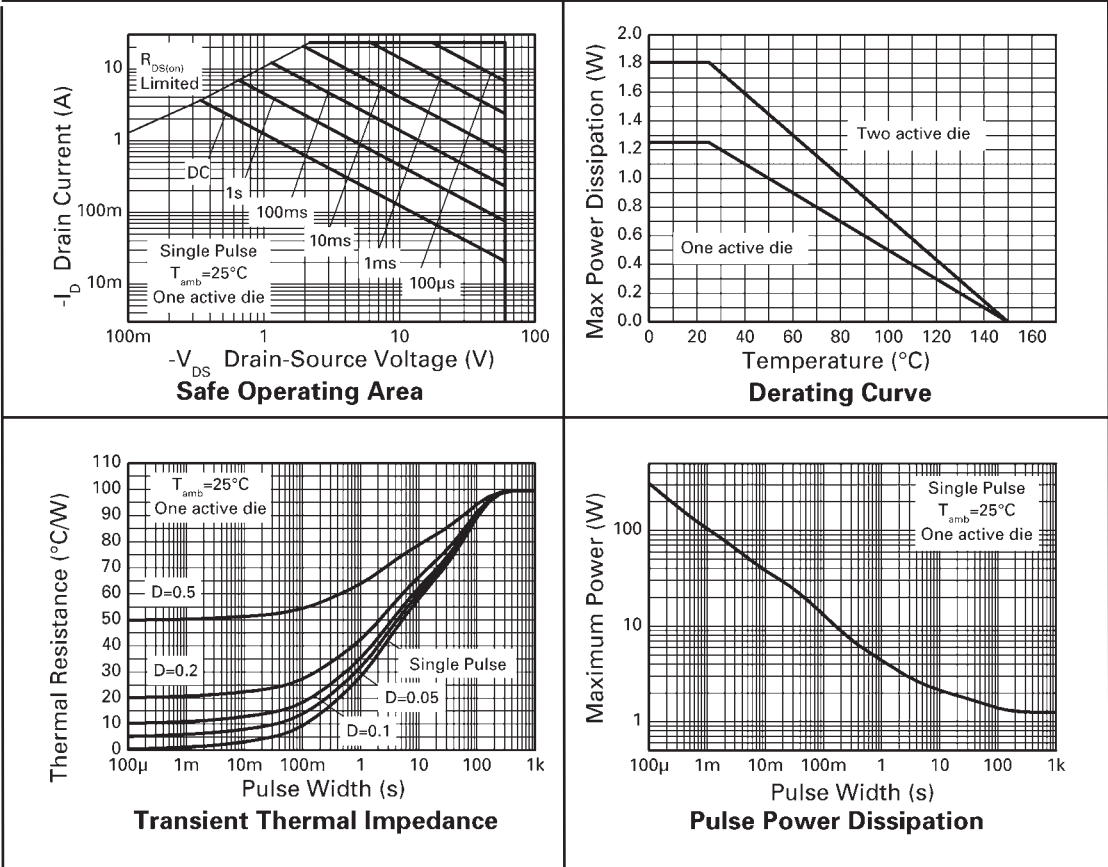 10
1
100m
10m
-I_D Drain Current (A)
R_DS(on)
Limited
DC
1s
100ms
10ms
1ms
100µs
Single Pulse
T_amb=25°C
One active die
100m 1 10 100
-V_DS Drain-Source Voltage (V)
Safe Operating Area
2.0
1.8
1.6
1.4
1.2
1.0
0.8
0.6
0.4
0.2
0.0
Max Power Dissipation (W)
Two active die
One active die
0 20 40 60 80 100 120 140 160
Temperature (°C)
Derating Curve
110
100
90
80
70
60
50
40
30
20
10
0
Thermal Resistance (°C/W)
T_amb=25°C
One active die
D=0.5
D=0.2
Single Pulse
D=0.05
D=0.1
100µ 1m 10m 100m 1 10 100 1k
Pulse Width (s)
Transient Thermal Impedance
100
10
1
Maximum Power (W)
Single Pulse
T_amb=25°C
One active die
100µ 1m 10m 100m 1 10 100 1k
Pulse Width (s)
Pulse Power Dissipation